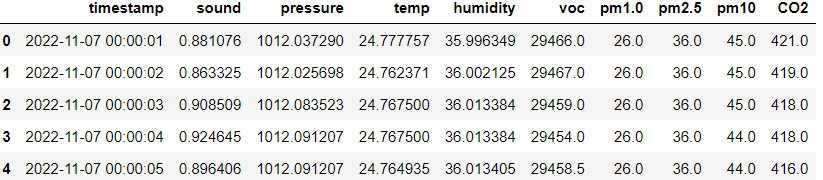 timestamp sound pressure temp humidity voc pm1.0 pm2.5 pm10 CO2
0 2022-11-07 00:00:01 0.881076 1012.037290 24.777757 35.996349 29466.0 26.0 36.0 45.0 421.0
1 2022-11-07 00:00:02 0.863325 1012.025698 24.762371 36.002125 29467.0 26.0 36.0 45.0 419.0
2 2022-11-07 00:00:03 0.908509 1012.083523 24.767500 36.013384 29459.0 26.0 36.0 45.0 418.0
3 2022-11-07 00:00:04 0.924645 1012.091207 24.767500 36.013384 29454.0 26.0 36.0 44.0 418.0
4 2022-11-07 00:00:05 0.896406 1012.091207 24.764935 36.013405 29458.5 26.0 36.0 44.0 416.0